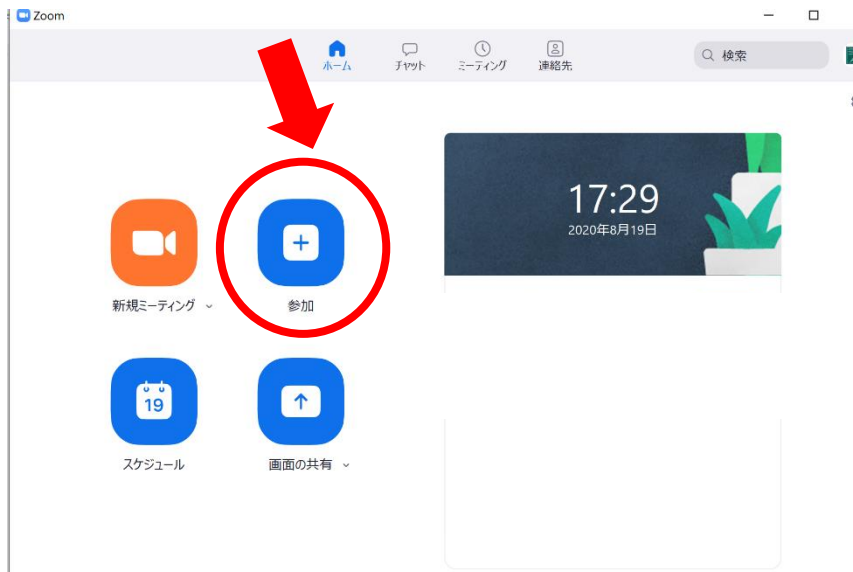 Zoom
ホーム
チャット
ミーティング
連絡先
検索
17:29
2020年8月19日
新規ミーティング
参加
19
スケジュール
画面の共有